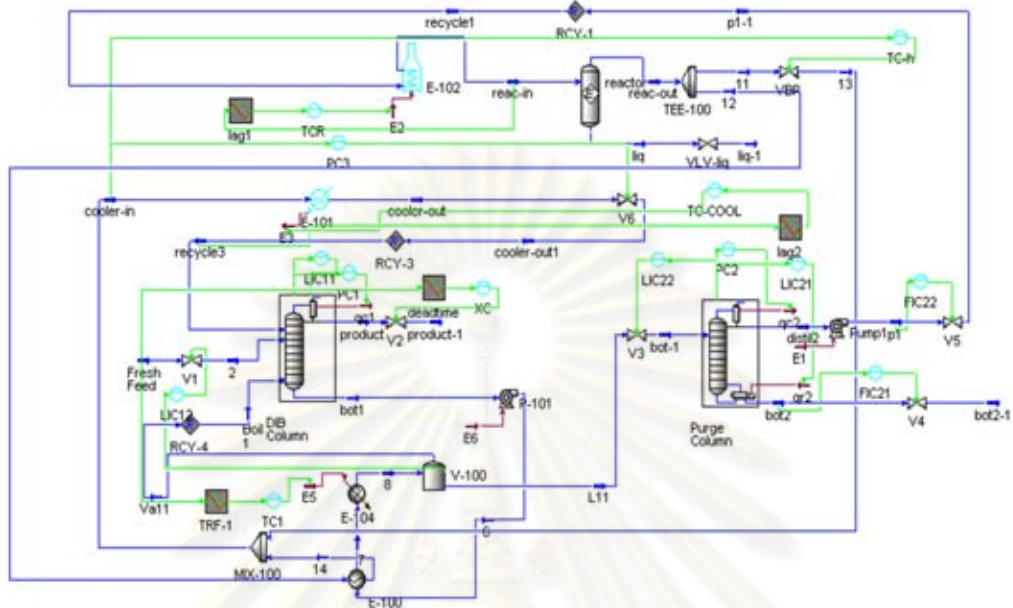 recycle1
RCY-1
p1-1
TC-h
E-102
reac-in
reactor
reac-out
TEE-100
11
12
VBP
13
lag1
TCR
E2
PC3
liq
VLV-liq
liq-1
cooler-in
E-101
E3
cooler-out
V6
TC-COOL
lag2
recycle3
RCY-3
cooler-out1
LIC11
PC1
qc1
deadtime
XC
product
V2
product-1
LIC22
PC2
LIC21
FIC22
Fresh
Feed
V1
2
V3
bot-1
qc2
distil2
E1
Pump1
p1
V5
LIC12
RCY-4
Boil
1
DIB
Column
bot1
P-101
E6
Purge
Column
bot2
qr2
FIC21
V4
bot2-1
Va11
TRF-1
TC1
E5
E-104
8
V-100
L11
6
7
MIX-100
14
E-100